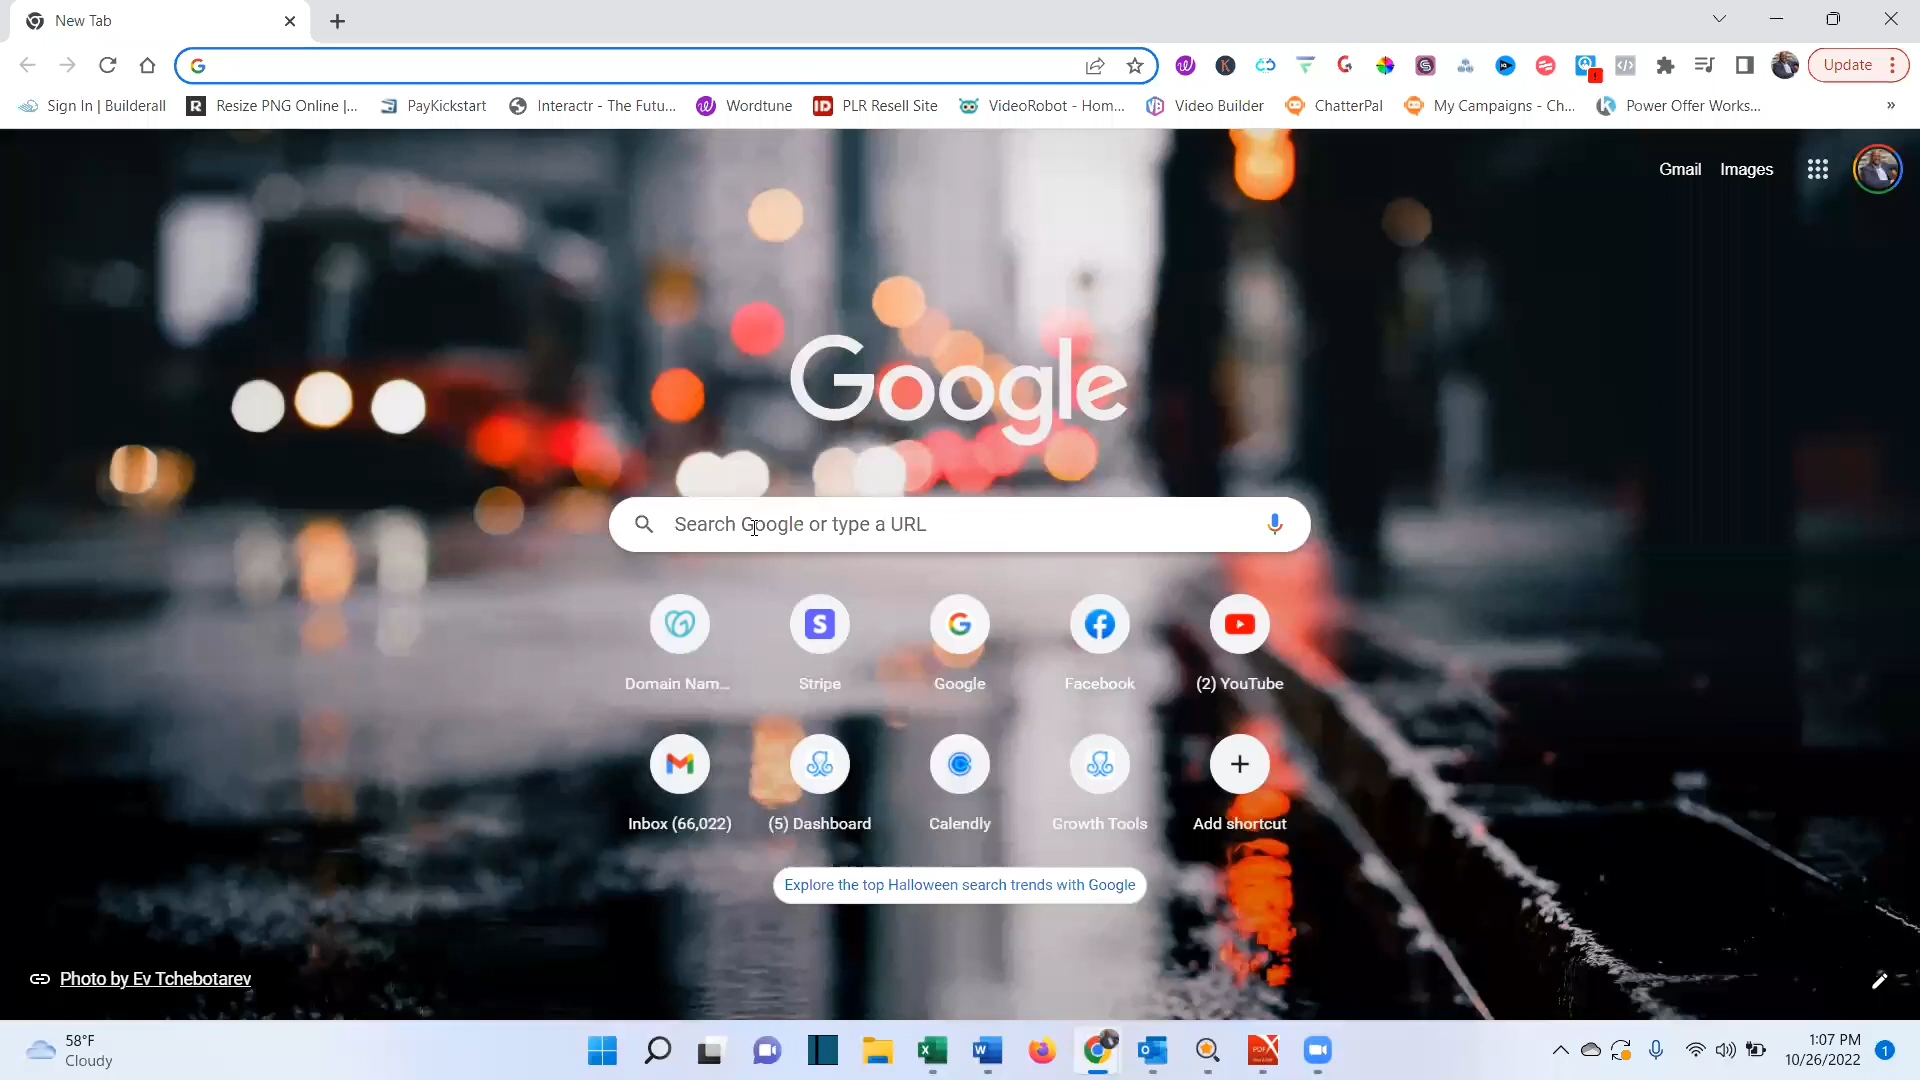 New Tab
Sign In | Builderall
Resize PNG Online |...
PayKickstart
Interactr - The Futu...
Wordtune
PLR Resell Site
VideoRobot - Hom...
Video Builder
ChatterPal
My Campaigns - Ch...
Power Offer Works...
Update
Gmail
Images
Google
Search Google or type a URL
Domain Nam...
Stripe
Google
Facebook
(2) YouTube
Inbox (66,022)
(5) Dashboard
Calendly
Growth Tools
Add shortcut
Explore the top Halloween search trends with Google
Photo by Ev Tchebotarev
58°F
Cloudy
1:07 PM
10/26/2022
1